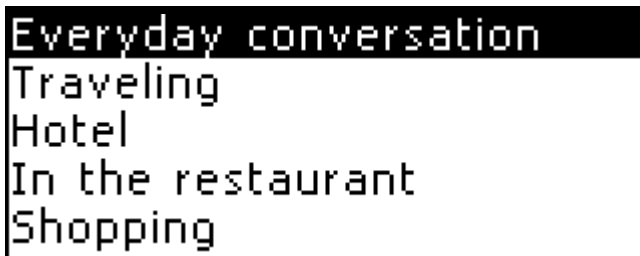 Everyday conversation
Traveling
Hotel
In the restaurant
Shopping